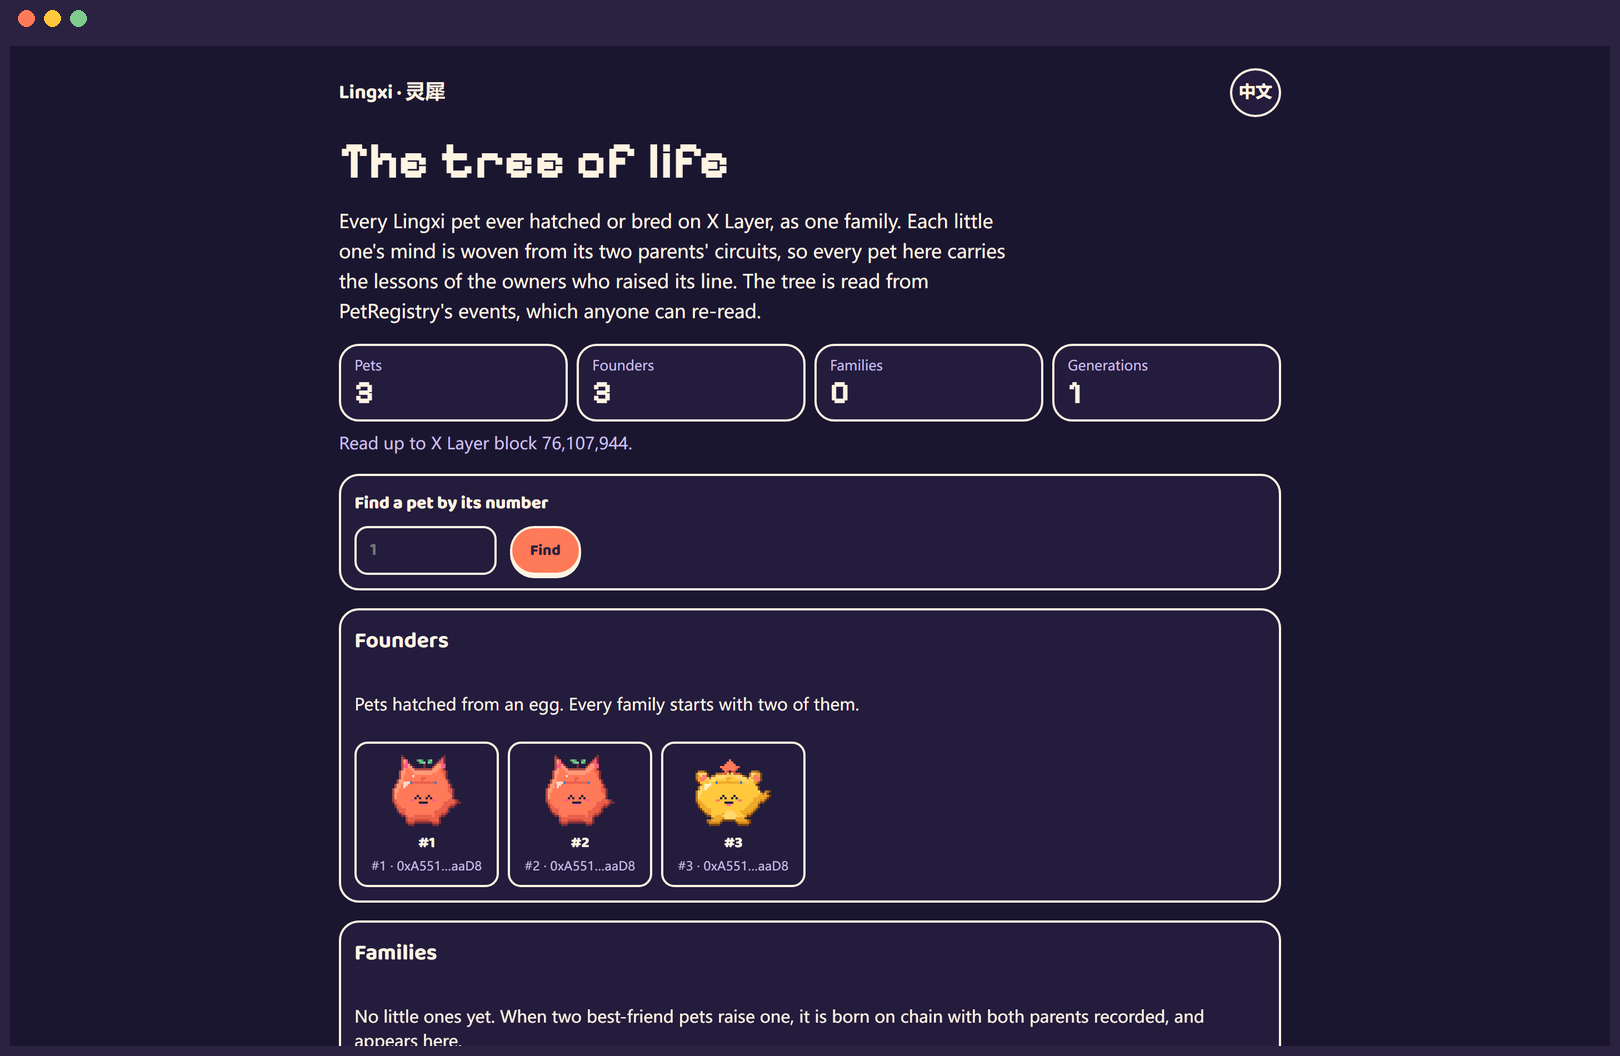 Lingxi · 灵犀
中文
The tree of life
Every Lingxi pet ever hatched or bred on X Layer, as one family. Each little
one's mind is woven from its two parents' circuits, so every pet here carries
the lessons of the owners who raised its line. The tree is read from
PetRegistry's events, which anyone can re-read.
Pets
3
Founders
3
Families
0
Generations
1
Read up to X Layer block 76,107,944.
Find a pet by its number
1
Find
Founders
Pets hatched from an egg. Every family starts with two of them.
#1
#1 · 0xA551...aaD8
#2
#2 · 0xA551...aaD8
#3
#3 · 0xA551...aaD8
Families
No little ones yet. When two best-friend pets raise one, it is born on chain with both parents recorded, and
appears here.